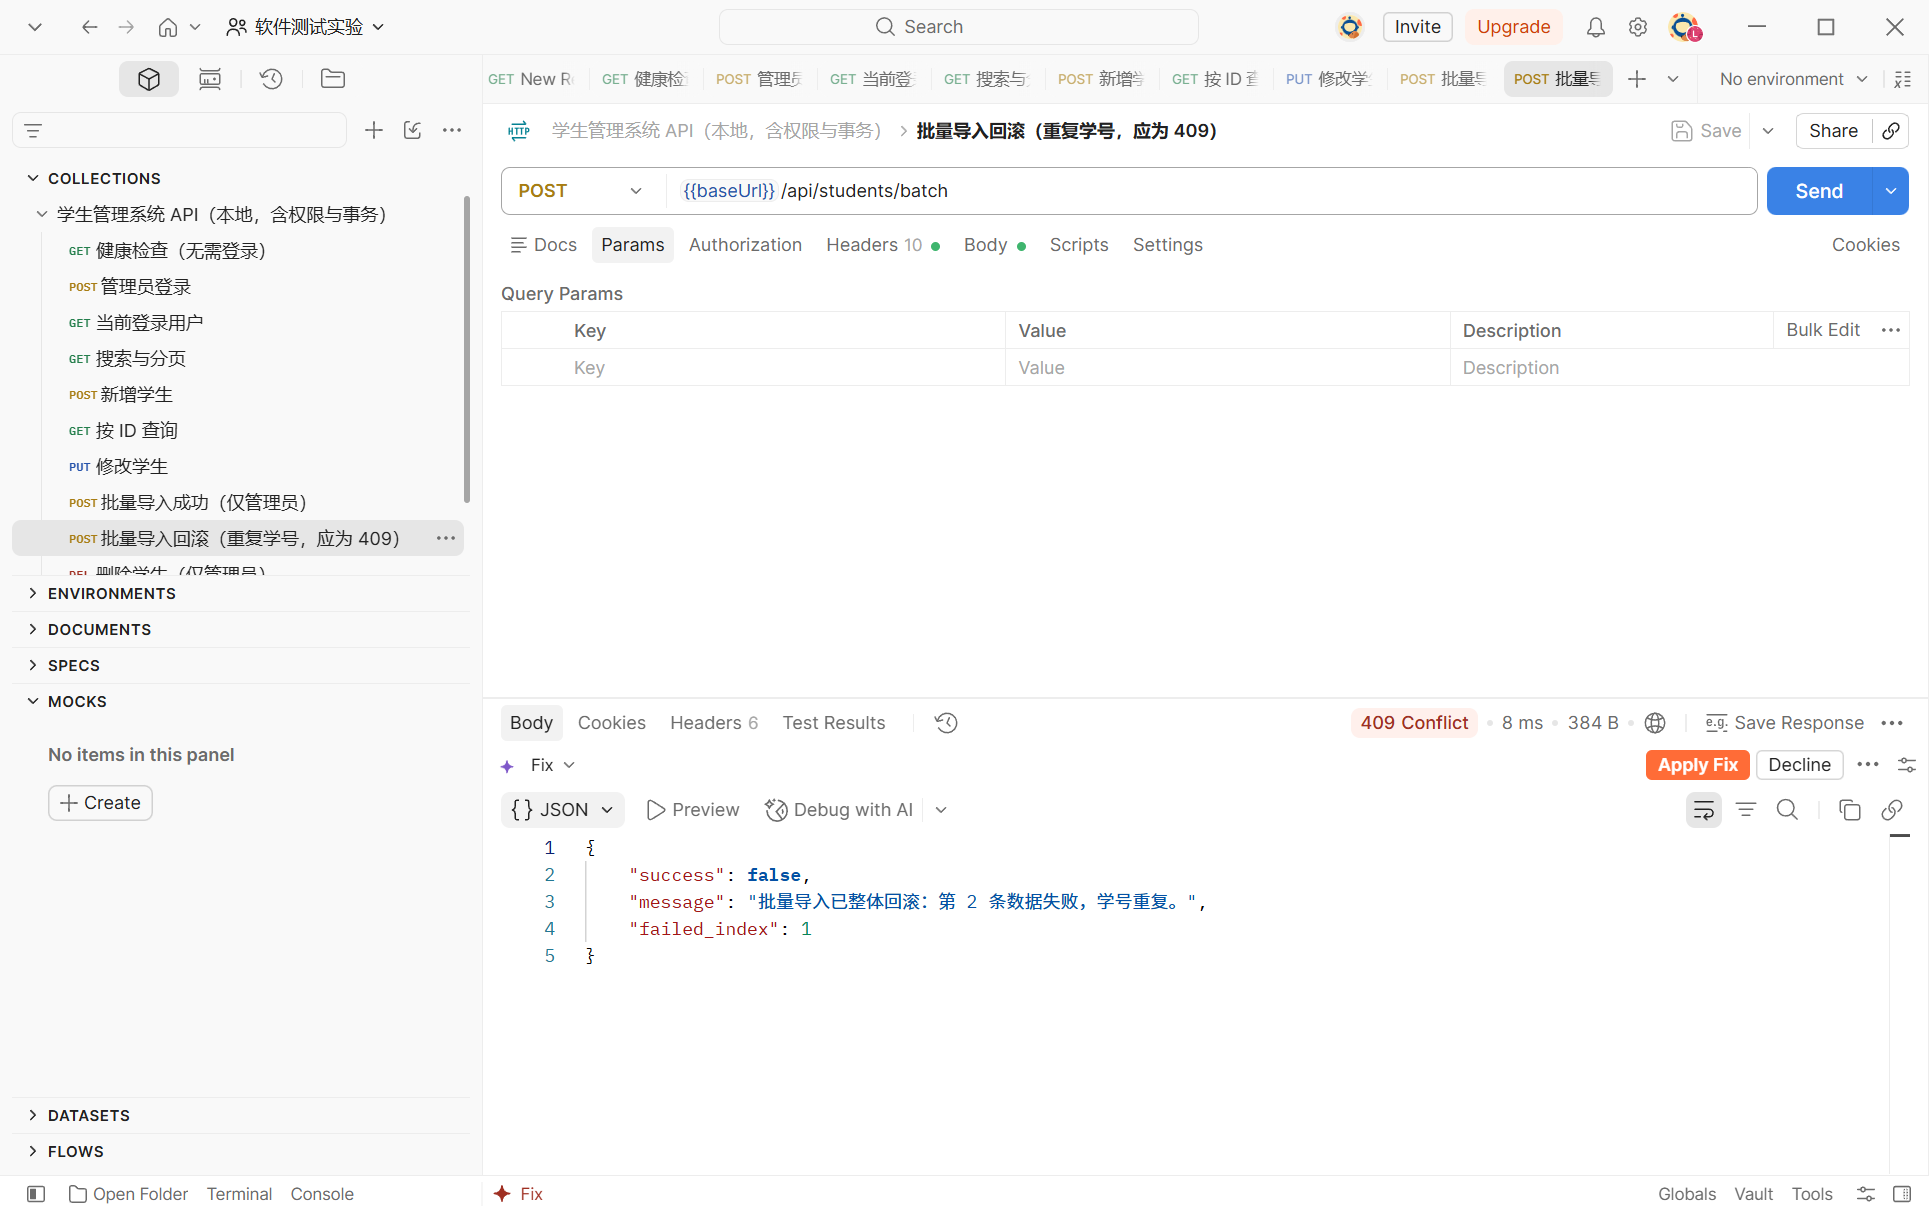 软件测试实验
Search
Invite
Upgrade
L
GET New R
GET 健康检
POST 管理员
GET 当前登
GET 搜索与
POST 新增学
GET 按 ID 查
PUT 修改学
POST 批量导
POST 批量导
No environment
HTTP
学生管理系统 API（本地，含权限与事务）
批量导入回滚（重复学号，应为 409）
Save
Share
COLLECTIONS
学生管理系统 API（本地，含权限与事务）
GET 健康检查（无需登录）
POST 管理员登录
GET 当前登录用户
GET 搜索与分页
POST 新增学生
GET 按 ID 查询
PUT 修改学生
POST 批量导入成功（仅管理员）
POST 批量导入回滚（重复学号，应为 409）
DEL 删除学生（仅管理员）
ENVIRONMENTS
DOCUMENTS
SPECS
MOCKS
No items in this panel
Create
DATASETS
FLOWS
POST
{{baseUrl}} /api/students/batch
Send
Docs
Params
Authorization
Headers 10
Body
Scripts
Settings
Cookies
Query Params
Key
Value
Description
Bulk Edit
Key
Value
Description
Body
Cookies
Headers 6
Test Results
409 Conflict
8 ms
384 B
e.g. Save Response
Fix
Apply Fix
Decline
{} JSON
Preview
Debug with AI
1 {
2 "success": false,
3 "message": "批量导入已整体回滚：第 2 条数据失败，学号重复。",
4 "failed_index": 1
5 }
Open Folder
Terminal
Console
Fix
Globals
Vault
Tools